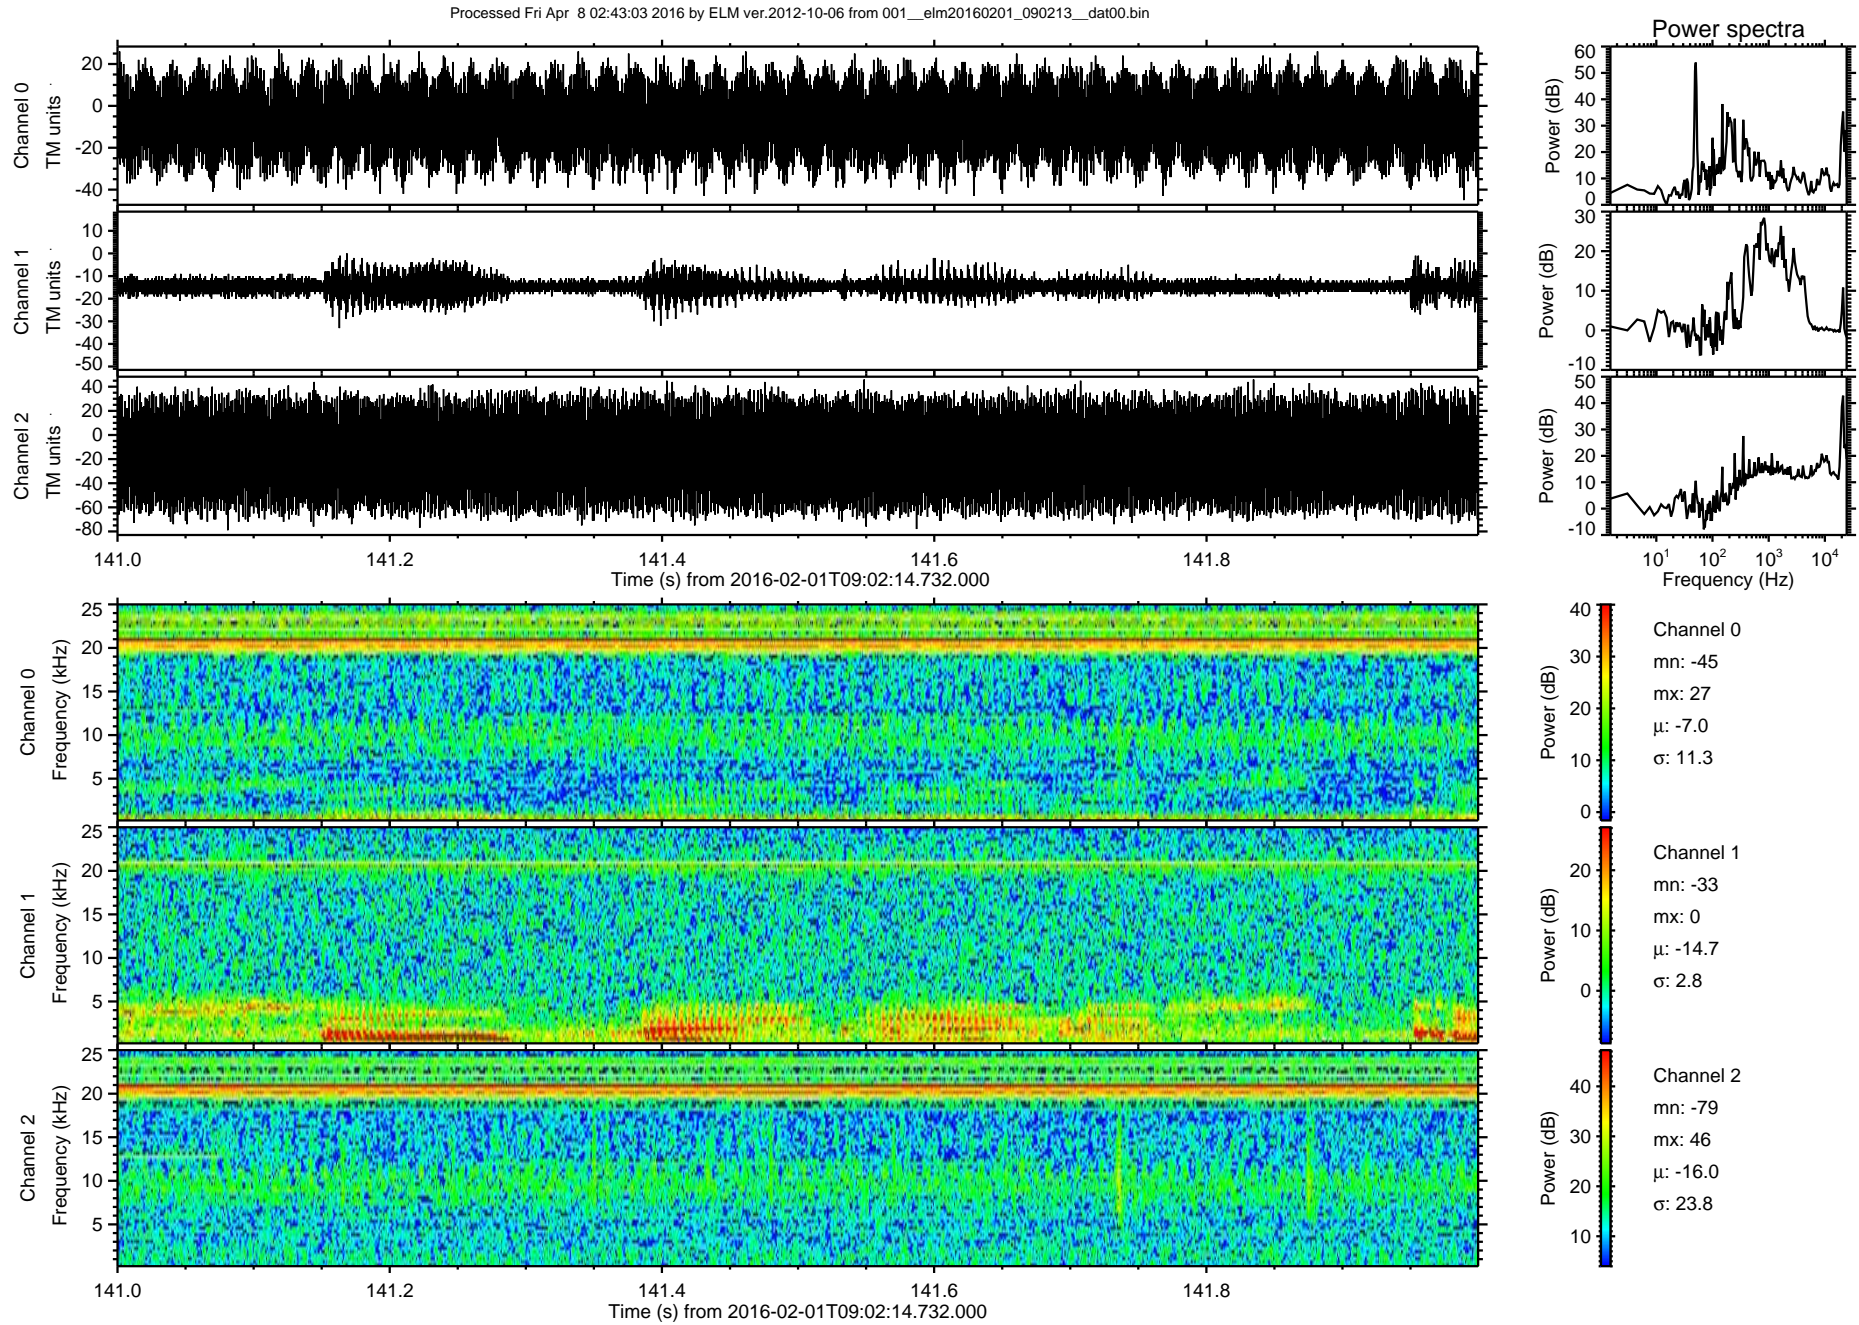 Processed Fri Apr  8 02:43:03 2016 by ELM ver.2012-10-06 from 001__elm20160201_090213__dat00.bin
Power spectra
Channel 0
TM units
20
0
-20
-40
Power (dB)
60
50
40
30
20
10
0
Channel 1
TM units
10
0
-10
-20
-30
-40
-50
Power (dB)
30
20
10
0
-10
Channel 2
TM units
40
20
0
-20
-40
-60
-80
Power (dB)
50
40
30
20
10
0
-10
141.0 141.2 141.4 141.6 141.8
Time (s) from 2016-02-01T09:02:14.732.000
10¹ 10² 10³ 10⁴
Frequency (Hz)
Channel 0
Frequency (kHz)
25
20
15
10
5
Power (dB)
40
30
20
10
0
Channel 0
mn: -45
mx: 27
μ: -7.0
σ: 11.3
Channel 1
Frequency (kHz)
25
20
15
10
5
Power (dB)
20
10
0
Channel 1
mn: -33
mx: 0
μ: -14.7
σ: 2.8
Channel 2
Frequency (kHz)
25
20
15
10
5
Power (dB)
40
30
20
10
Channel 2
mn: -79
mx: 46
μ: -16.0
σ: 23.8
141.0 141.2 141.4 141.6 141.8
Time (s) from 2016-02-01T09:02:14.732.000